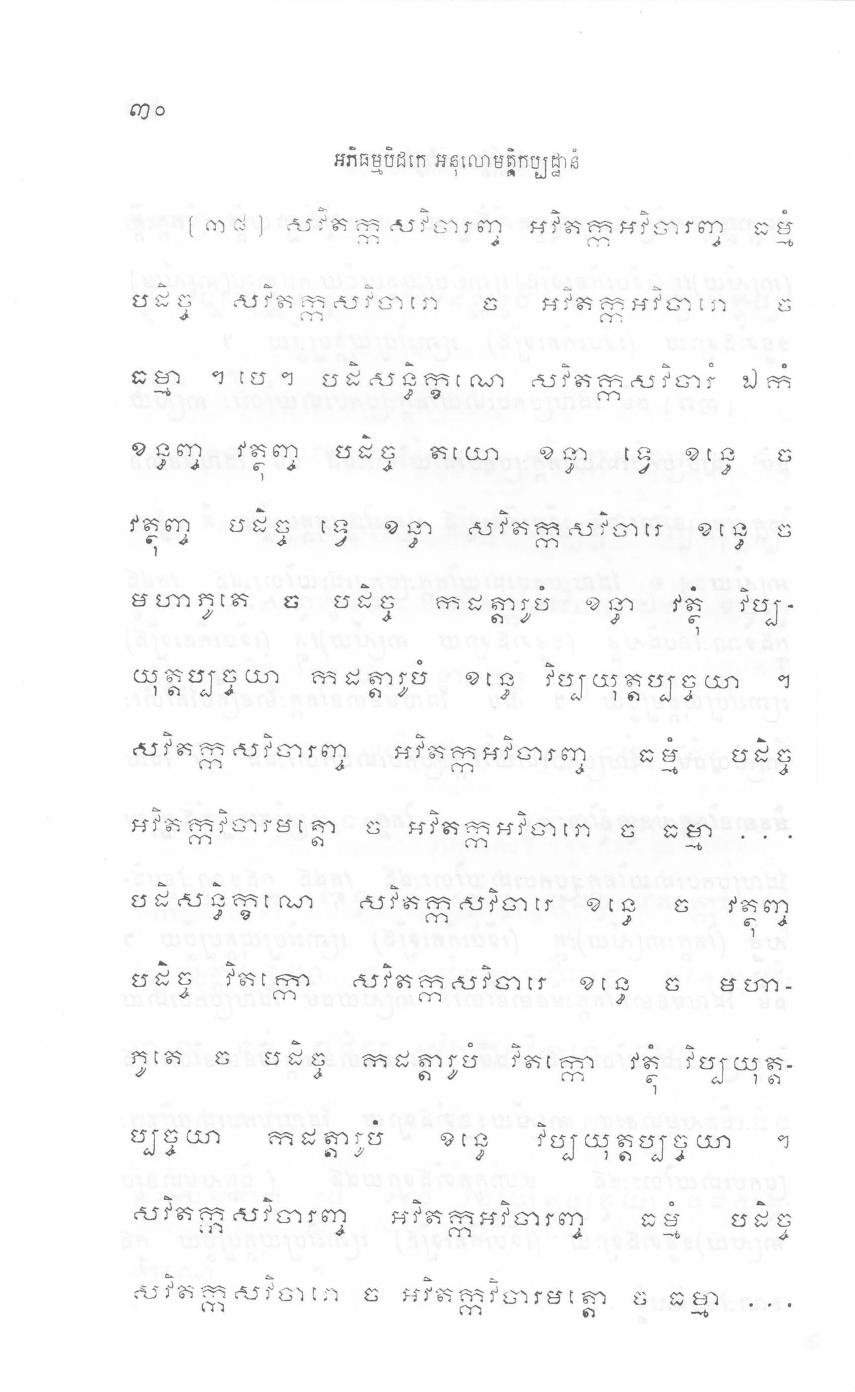 ៣០
អភិធម្មបិដកេ អនុលោមត្តិកប្បដ្ឋានំ
[៣៨] សវិតក្កសវិចារញ្ច អវិតក្កអវិចារញ្ច ធម្មំ
បដិច្ច សវិតក្កសវិចារោ ច អវិតក្កអវិចារោ ច
ធម្មា ។ បេ ។ បដិសន្ធិក្ខណេ សវិតក្កសវិចារំ ឯកំ
ខន្ធញ្ច វត្ថុញ្ច បដិច្ច តយោ ខន្ធា ទ្វេ ខន្ធេ ច
វត្ថុញ្ច បដិច្ច ទ្វេ ខន្ធា សវិតក្កសវិចារេ ខន្ធេ ច
មហាភូតេ ច បដិច្ច កដត្តារូបំ ខន្ធា វត្ថុំ វិប្ប-
យុត្តប្បច្ចយា កដត្តារូបំ ខន្ធេ វិប្បយុត្តប្បច្ចយា ។
សវិតក្កសវិចារញ្ច អវិតក្កអវិចារញ្ច ធម្មំ បដិច្ច
អវិតក្កវិចារមត្តោ ច អវិតក្កអវិចារោ ច ធម្មា ...
បដិសន្ធិក្ខណេ សវិតក្កសវិចារេ ខន្ធេ ច វត្ថុញ្ច
បដិច្ច វិតក្កោ សវិតក្កសវិចារេ ខន្ធេ ច មហា-
ភូតេ ច បដិច្ច កដត្តារូបំ វិតក្កោ វត្ថុំ វិប្បយុត្ត-
ប្បច្ចយា កដត្តារូបំ ខន្ធេ វិប្បយុត្តប្បច្ចយា ។
សវិតក្កសវិចារញ្ច អវិតក្កអវិចារញ្ច ធម្មំ បដិច្ច
សវិតក្កសវិចារោ ច អវិតក្កវិចារមត្តោ ច ធម្មា ...